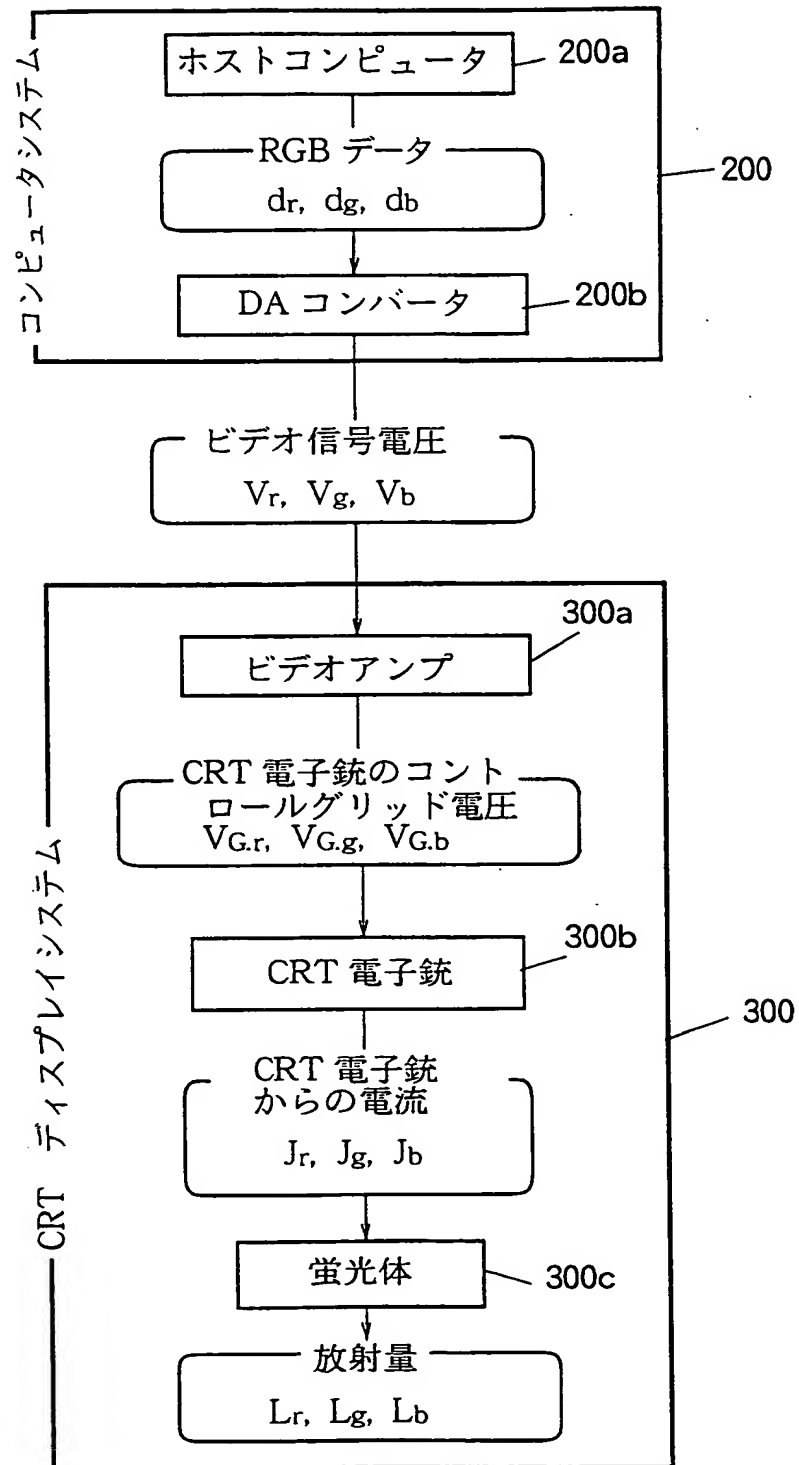 コンピュータシステム
ホストコンピュータ
200a
RGB データ
dr, dg, db
200
DA コンバータ
200b
ビデオ信号電圧
Vr, Vg, Vb
CRT ディスプレイシステム
300a
ビデオアンプ
CRT 電子銃のコント
ロールグリッド電圧
VG.r, VG.g, VG.b
CRT 電子銃
300b
300
CRT 電子銃
からの電流
Jr, Jg, Jb
蛍光体
300c
放射量
Lr, Lg, Lb